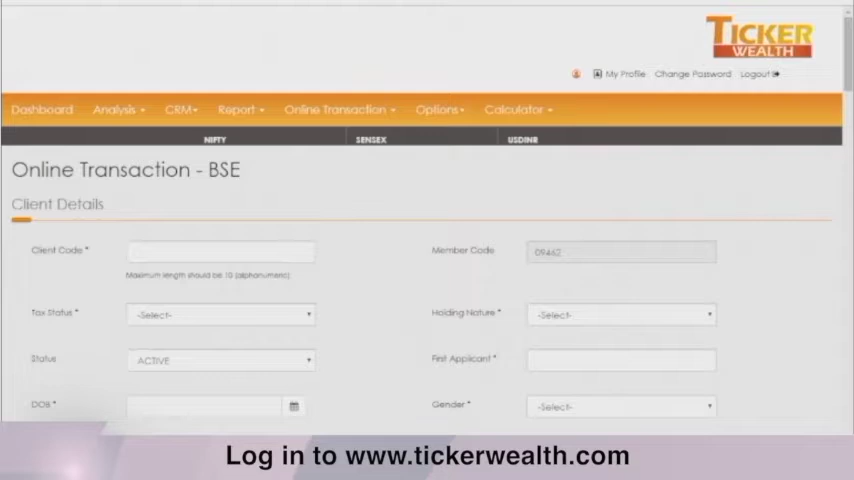 TICKER
WEALTH
My Profile Change Password Logout
Dashboard Analysis CRM Report Online Transaction Options Calculator
NIFTY SENSEX USDINR
Online Transaction - BSE
Client Details
Client Code * Member Code 09462
Maximum length should be 10 (alphanumeric)
Tax Status * -Select- Holding Nature * -Select-
Status ACTIVE First Applicant *
DOB * Gender * -Select-
Log in to www.tickerwealth.com